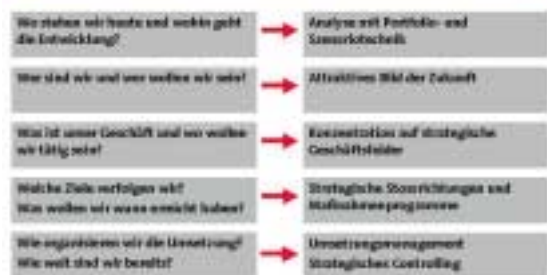 Wo stehen wir heute und wohin geht
die Entwicklung?
Analyse mit Portfolio- und
Szenariotechnik
Wer sind wir und wer wollen wir sein?
Attraktives Bild der Zukunft
Was ist unser Geschäft und wo wollen
wir tätig sein?
Konzentration auf strategische
Geschäftsfelder
Welche Ziele verfolgen wir?
Was wollen wir wann erreicht haben?
Strategische Stossrichtungen und
Maßnahmenprogramme
Wie organisieren wir die Umsetzung?
Wie weit sind wir bereits?
Umsetzungsmanagement
Strategisches Controlling